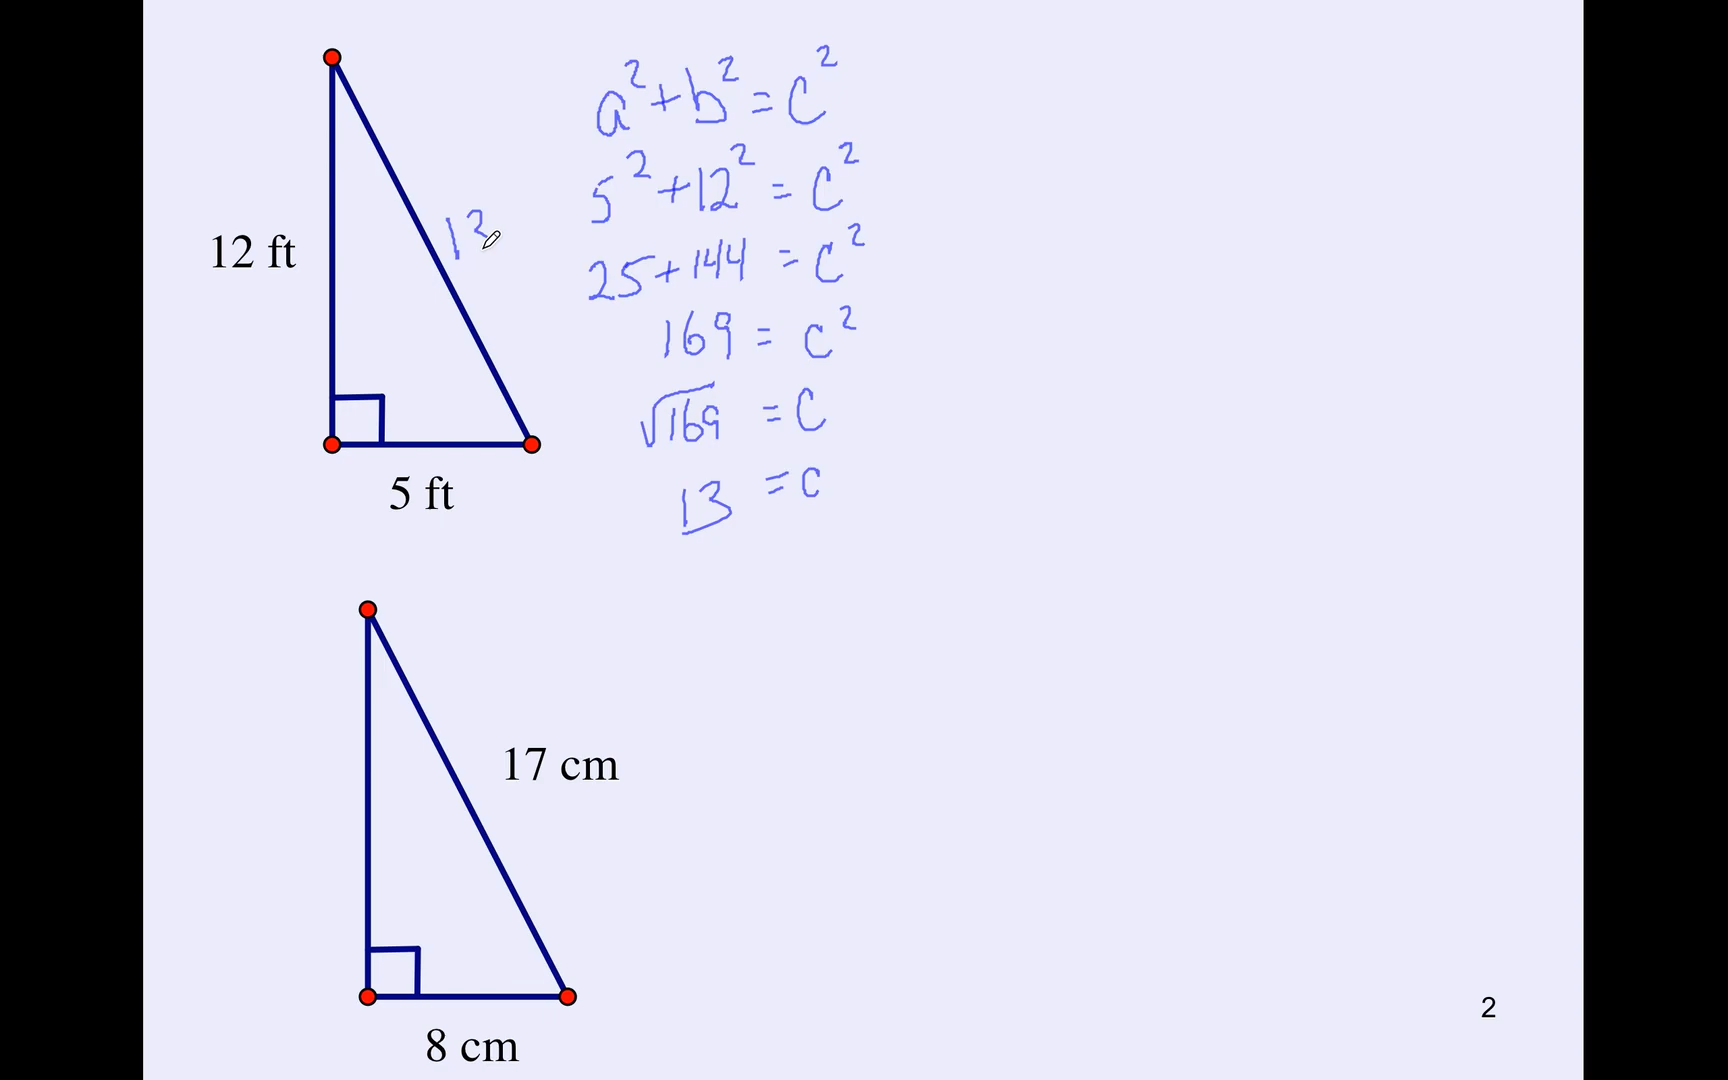 a²+b²=c²
5²+12²=c²
12 ft
13
25+144=c²
169=c²
√169=c
13=c
5 ft
17 cm
8 cm
2